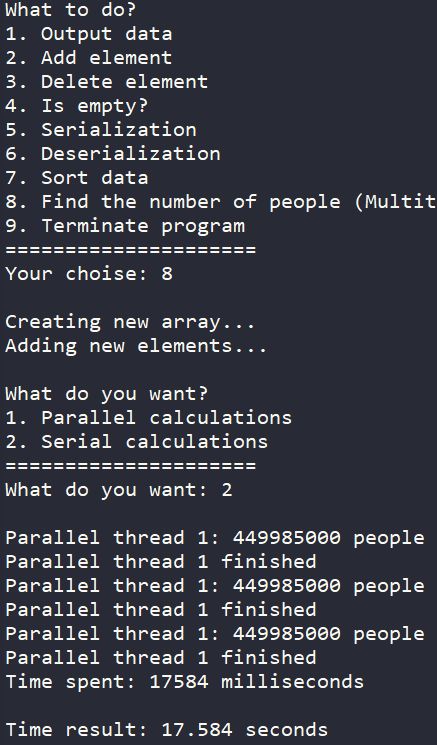 What to do?
1. Output data
2. Add element
3. Delete element
4. Is empty?
5. Serialization
6. Deserialization
7. Sort data
8. Find the number of people (Multit
9. Terminate program
=====================
Your choise: 8
Creating new array...
Adding new elements...
What do you want?
1. Parallel calculations
2. Serial calculations
=====================
What do you want: 2
Parallel thread 1: 449985000 people
Parallel thread 1 finished
Parallel thread 1: 449985000 people
Parallel thread 1 finished
Parallel thread 1: 449985000 people
Parallel thread 1 finished
Time spent: 17584 milliseconds
Time result: 17.584 seconds